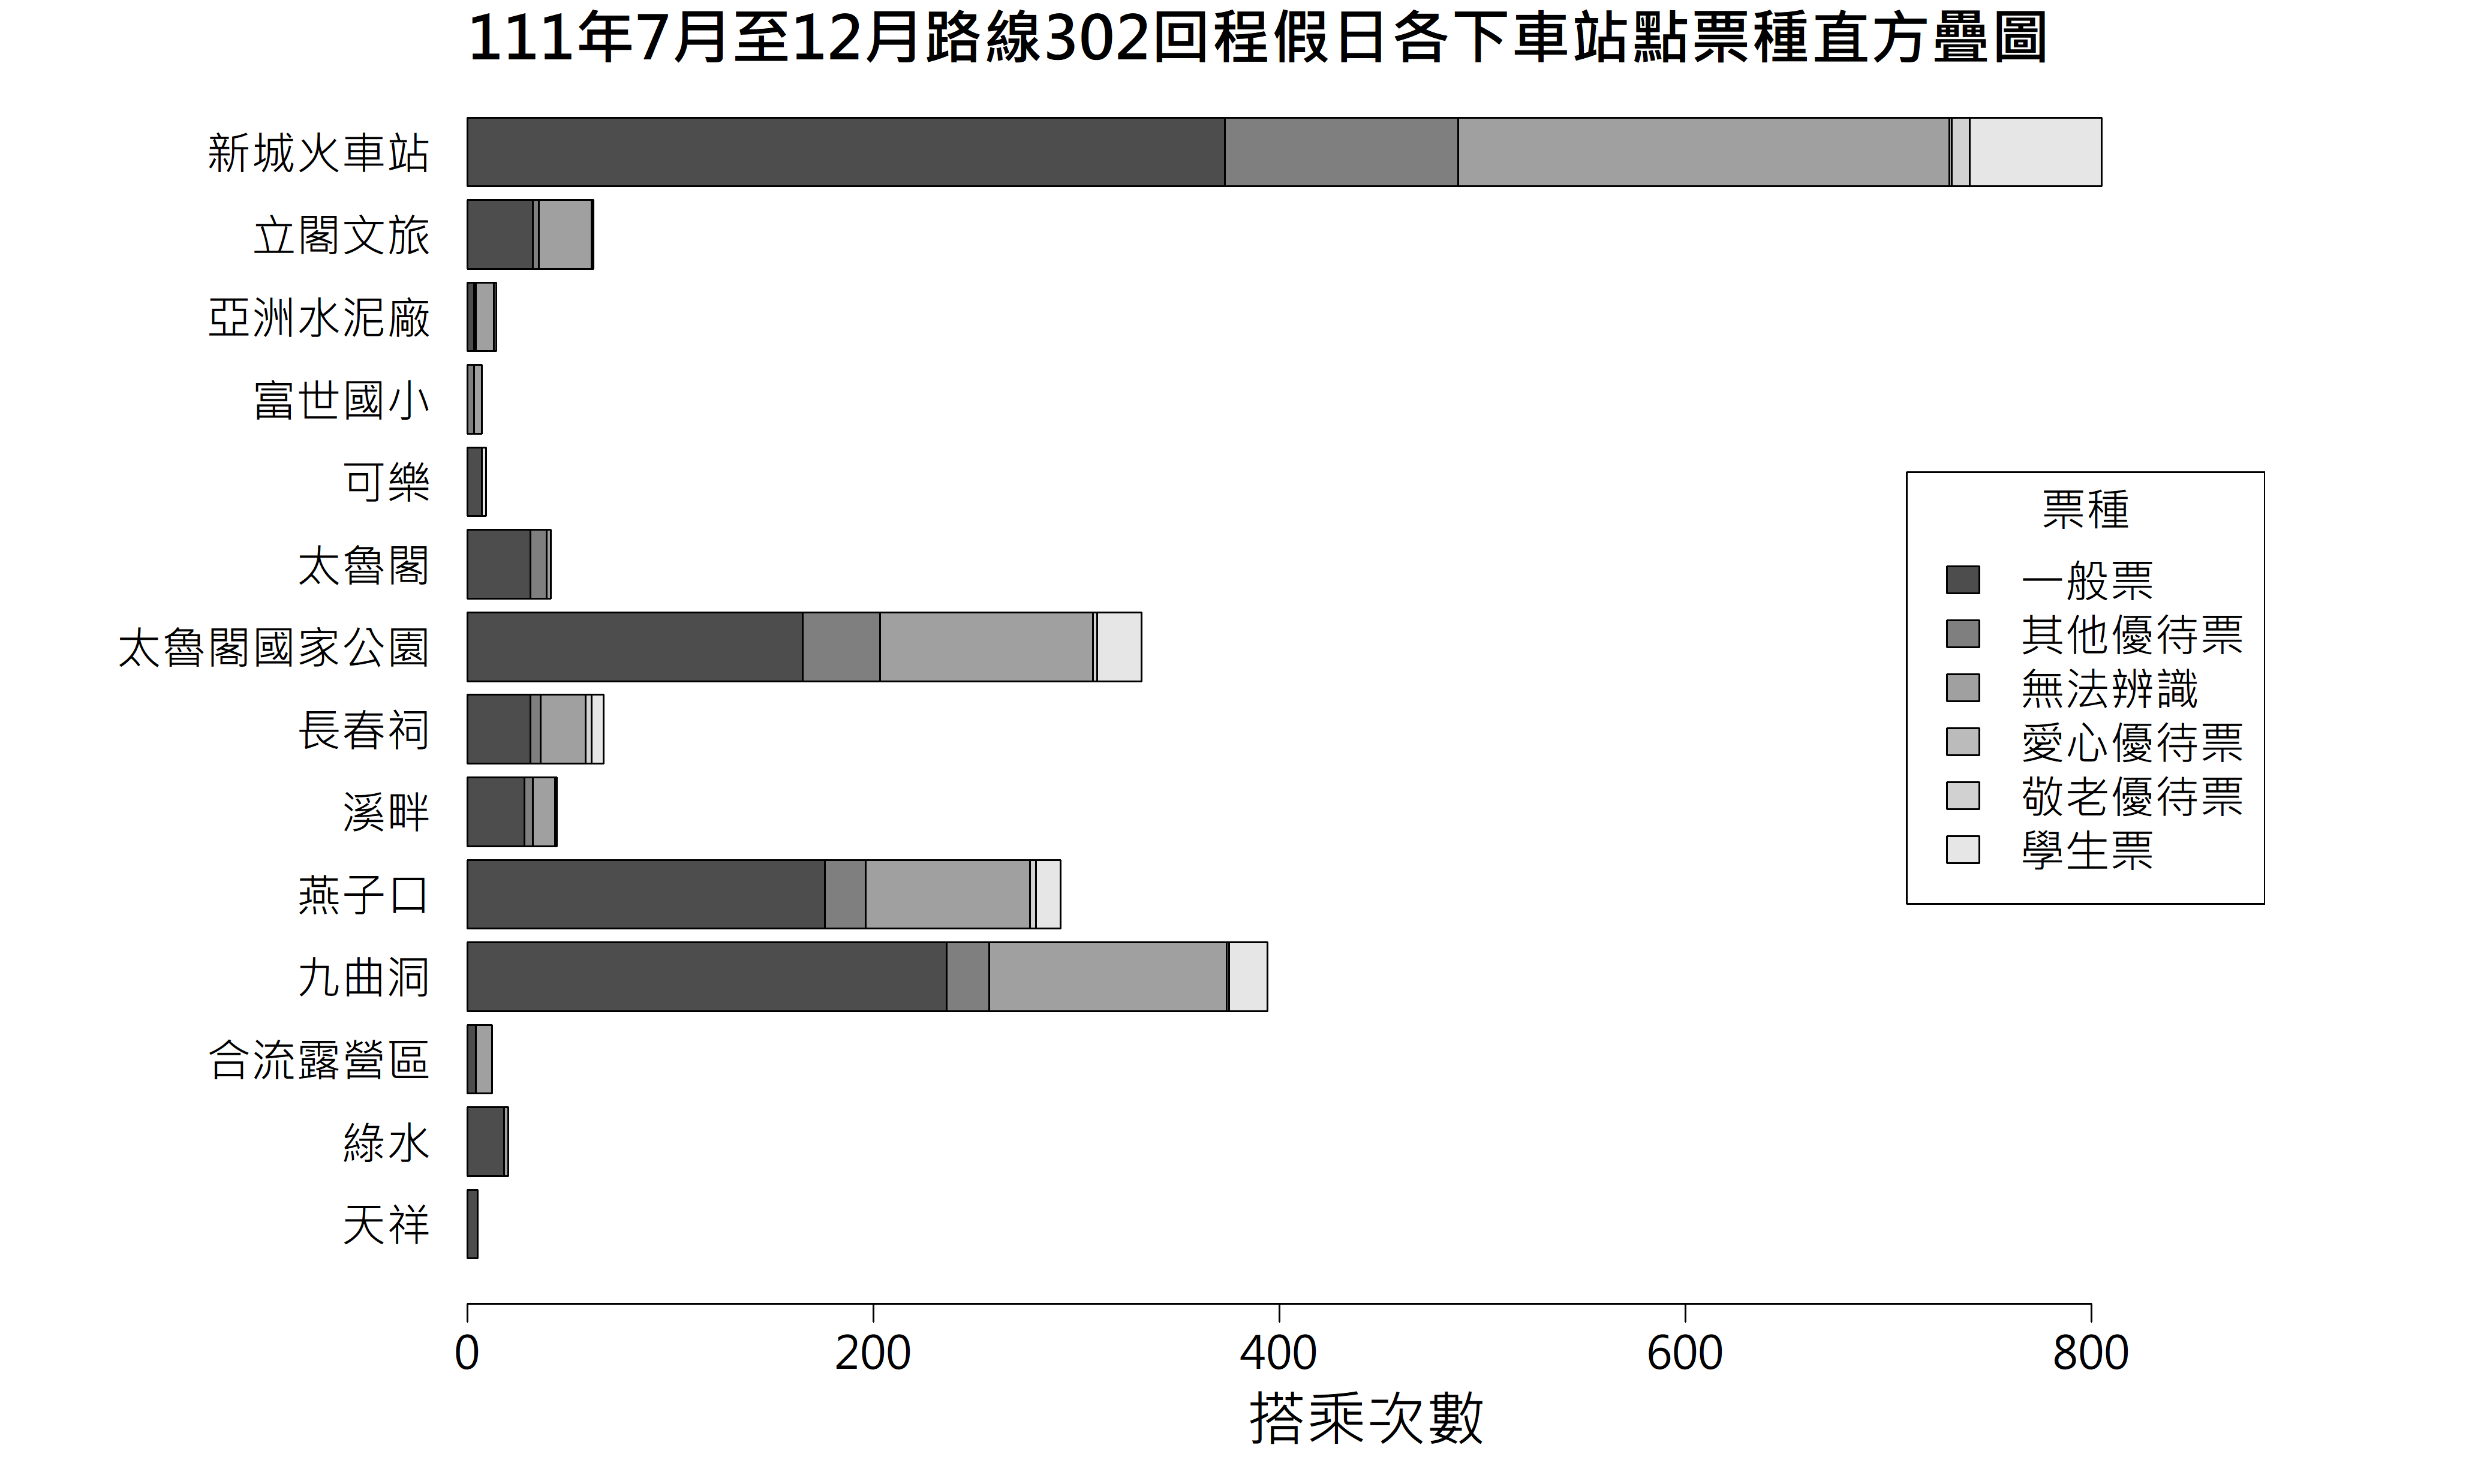 111年7月至12月路線302回程假日各下車站點票種直方疊圖
新城火車站
立閣文旅
亞洲水泥廠
富世國小
可樂
太魯閣
太魯閣國家公園
長春祠
溪畔
燕子口
九曲洞
合流露營區
綠水
天祥
票種
一般票
其他優待票
無法辨識
愛心優待票
敬老優待票
學生票
0 200 400 600 800
搭乘次數